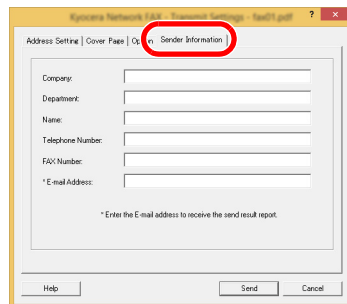 Kyocera Network FAX - Transmit Settings - fax01.pdf ? ×
Address Setting Cover Page Option Sender Information
Company:
Department:
Name:
Telephone Number:
FAX Number:
* E-mail Address:
* Enter the E-mail address to receive the send result report.
Help Send Cancel